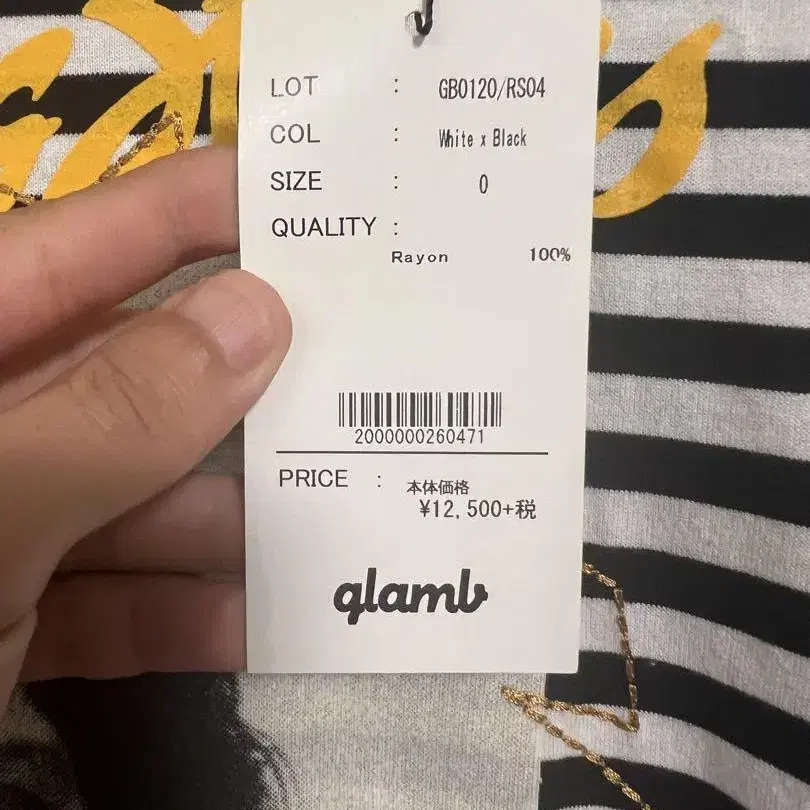 LOT : GB0120/RS04
COL : White x Black
SIZE : 0
QUALITY :
Rayon 100%
2000000260471
PRICE : 本体価格
¥12,500+税
glamb